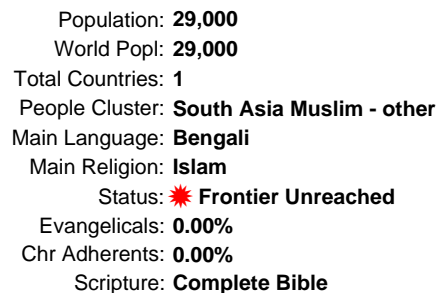 Population: 29,000
World Popl: 29,000
Total Countries: 1
People Cluster: South Asia Muslim - other
Main Language: Bengali
Main Religion: Islam
Status: Frontier Unreached
Evangelicals: 0.00%
Chr Adherents: 0.00%
Scripture: Complete Bible